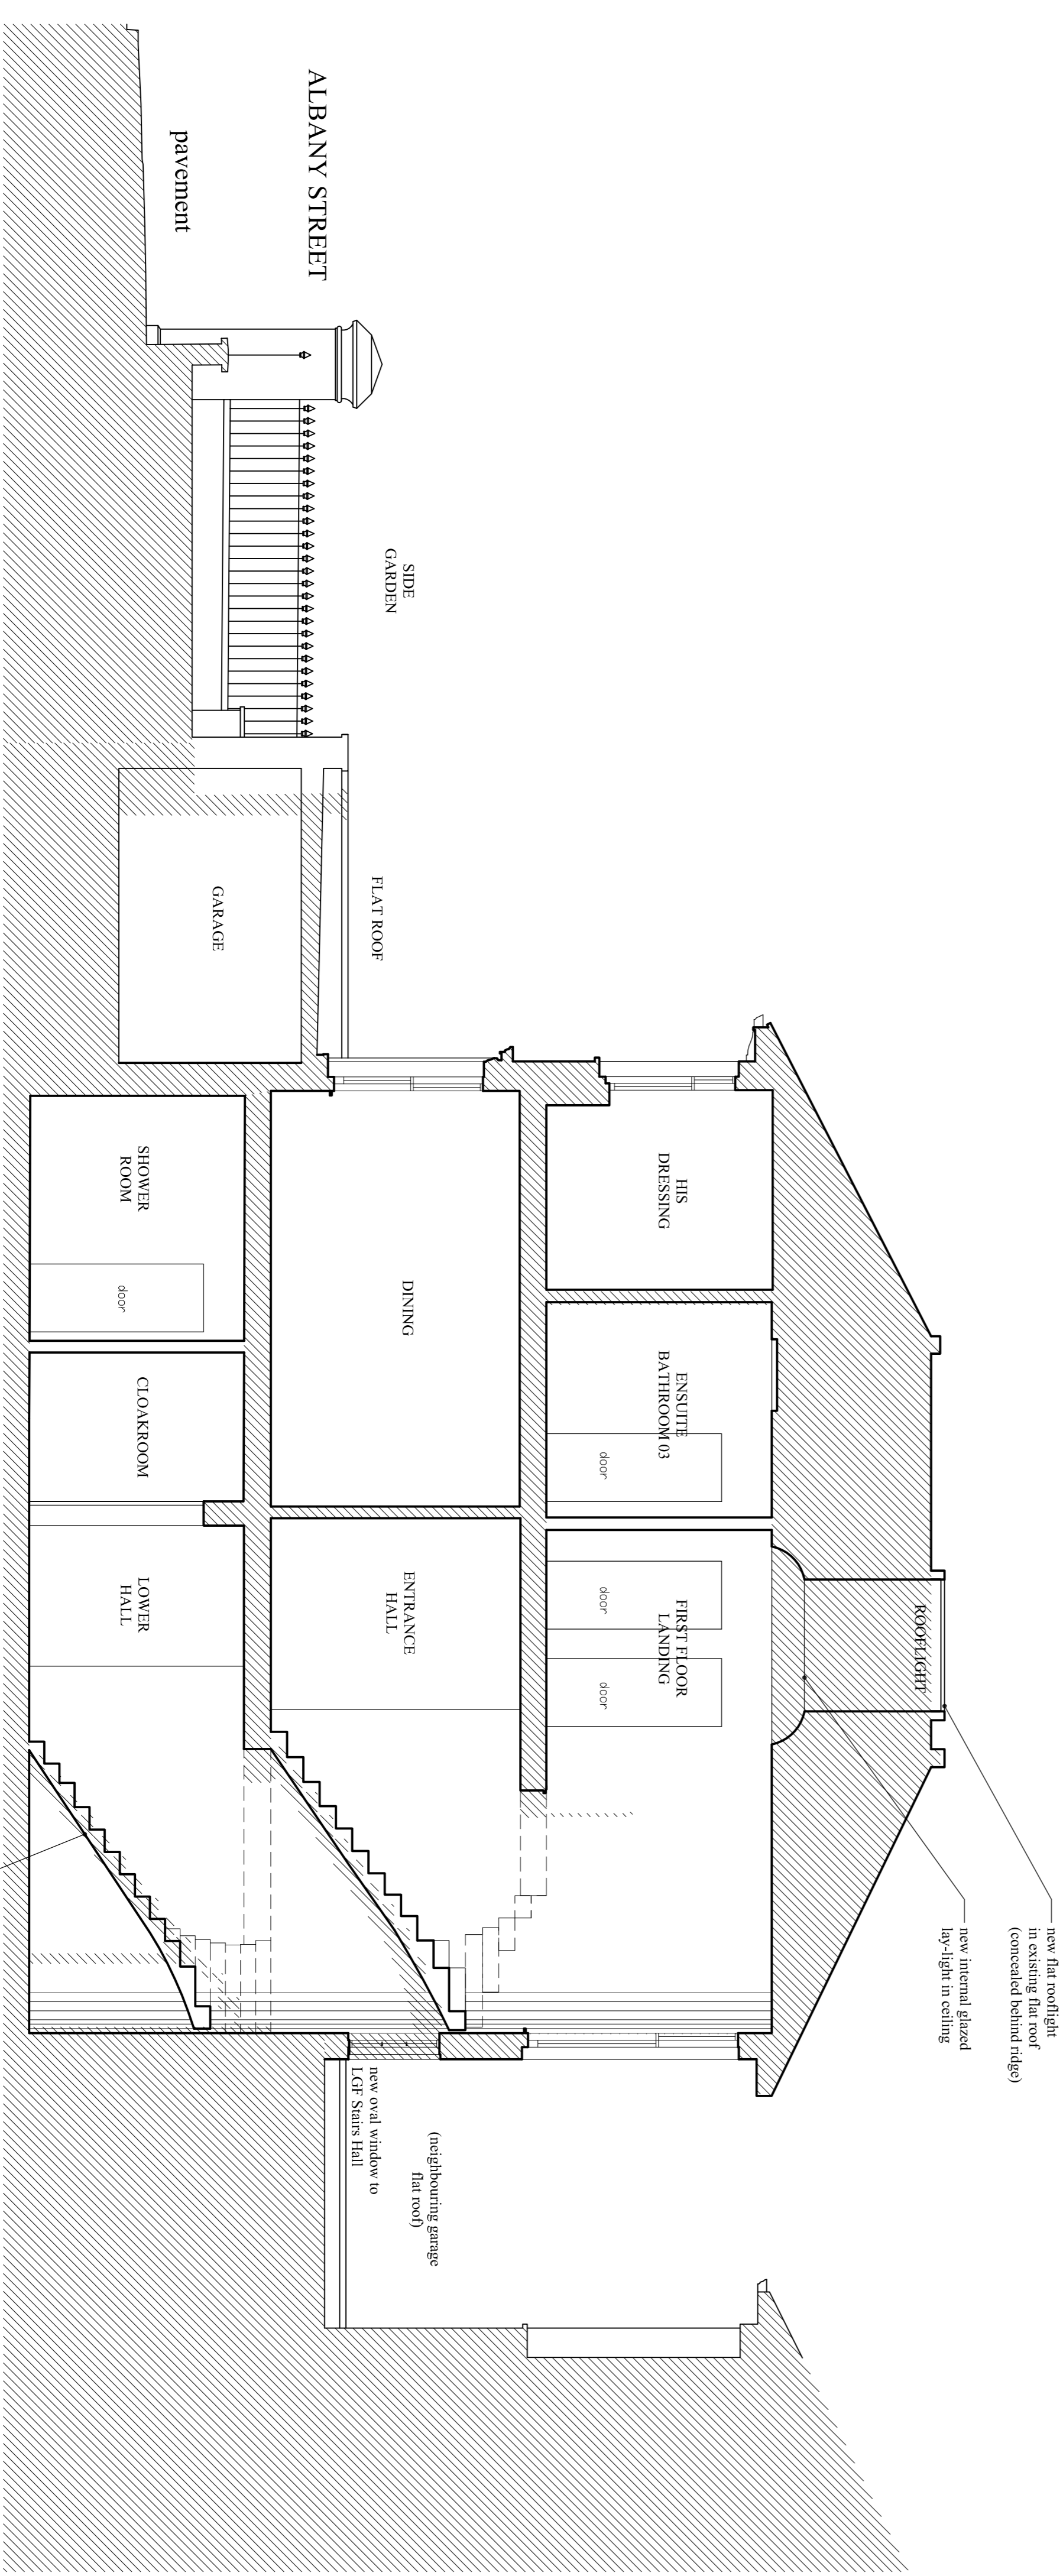 new flat rooflight
in existing flat roof
(concealed behind ridge)
new internal glazed
lay-light in ceiling
ROOFLIGHT
HIS
DRESSING
ENSUITE
BATHROOM 03
door
FIRST FLOOR
LANDING
door
door
ALBANY STREET
pavement
SIDE
GARDEN
FLAT ROOF
GARAGE
DINING
ENTRANCE
HALL
(neighbouring garage
flat roof)
new oval window to
LGF Stairs Hall
SHOWER
ROOM
door
CLOAKROOM
LOWER
HALL